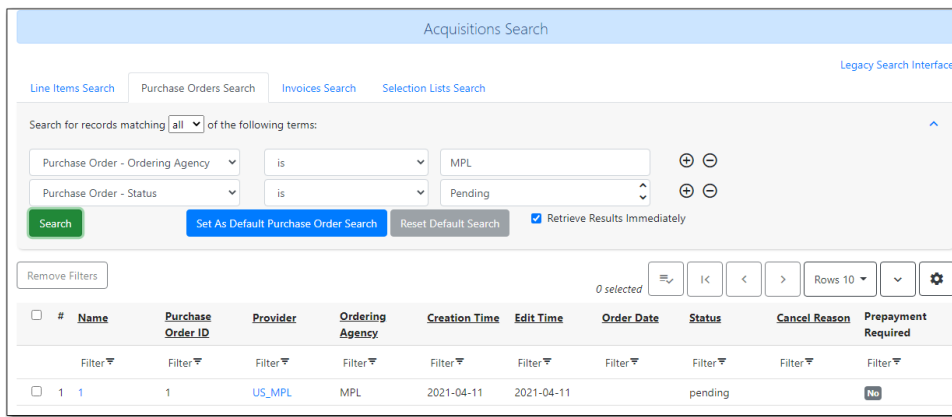 Acquisitions Search
Legacy Search Interface
Line Items Search Purchase Orders Search Invoices Search Selection Lists Search
Search for records matching all of the following terms:
Purchase Order - Ordering Agency is MPL
Purchase Order - Status is Pending
Search Set As Default Purchase Order Search Reset Default Search Retrieve Results Immediately
Remove Filters 0 selected Rows 10
# Name Purchase Order ID Provider Ordering Agency Creation Time Edit Time Order Date Status Cancel Reason Prepayment Required
Filter Filter Filter Filter Filter Filter Filter Filter Filter Filter
1 1 1 US_MPL MPL 2021-04-11 2021-04-11 pending No